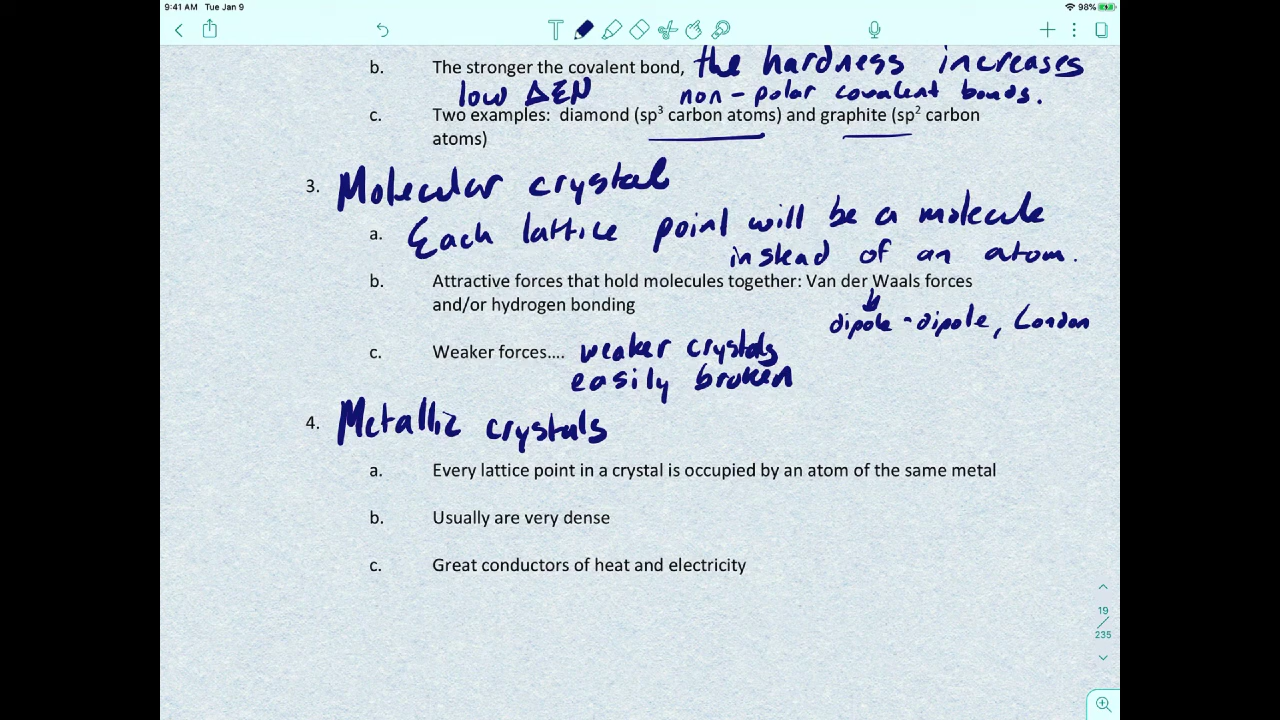 9:41 AM Tue Jan 9
98%
b. The stronger the covalent bond, the hardness increases
low ΔEN non-polar covalent bonds.
c. Two examples: diamond (sp³ carbon atoms) and graphite (sp² carbon
atoms)
3. Molecular crystal
a. Each lattice point will be a molecule
instead of an atom.
b. Attractive forces that hold molecules together: Van der Waals forces
and/or hydrogen bonding
dipole-dipole, London
c. Weaker forces.... weaker crystals
easily broken
4. Metallic crystals
a. Every lattice point in a crystal is occupied by an atom of the same metal
b. Usually are very dense
c. Great conductors of heat and electricity
19
/
235